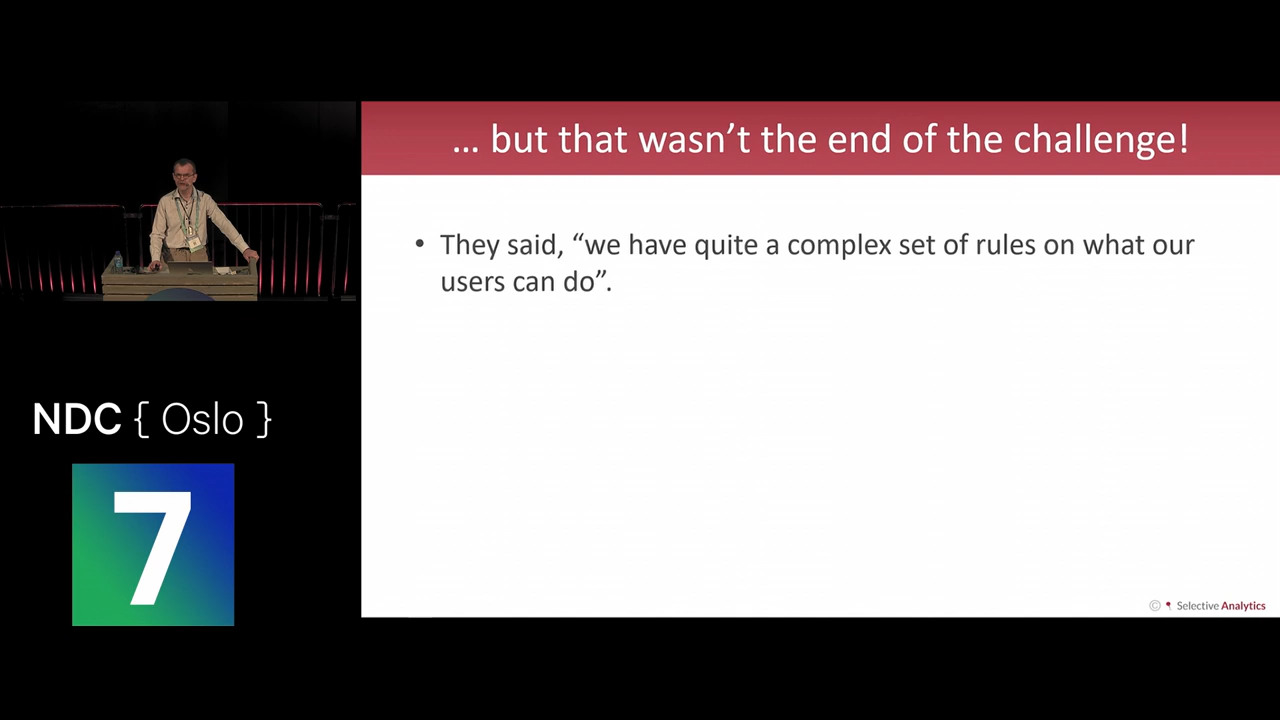 … but that wasn’t the end of the challenge!
• They said, “we have quite a complex set of rules on what our
users can do”.
NDC { Oslo }
7
© Selective Analytics